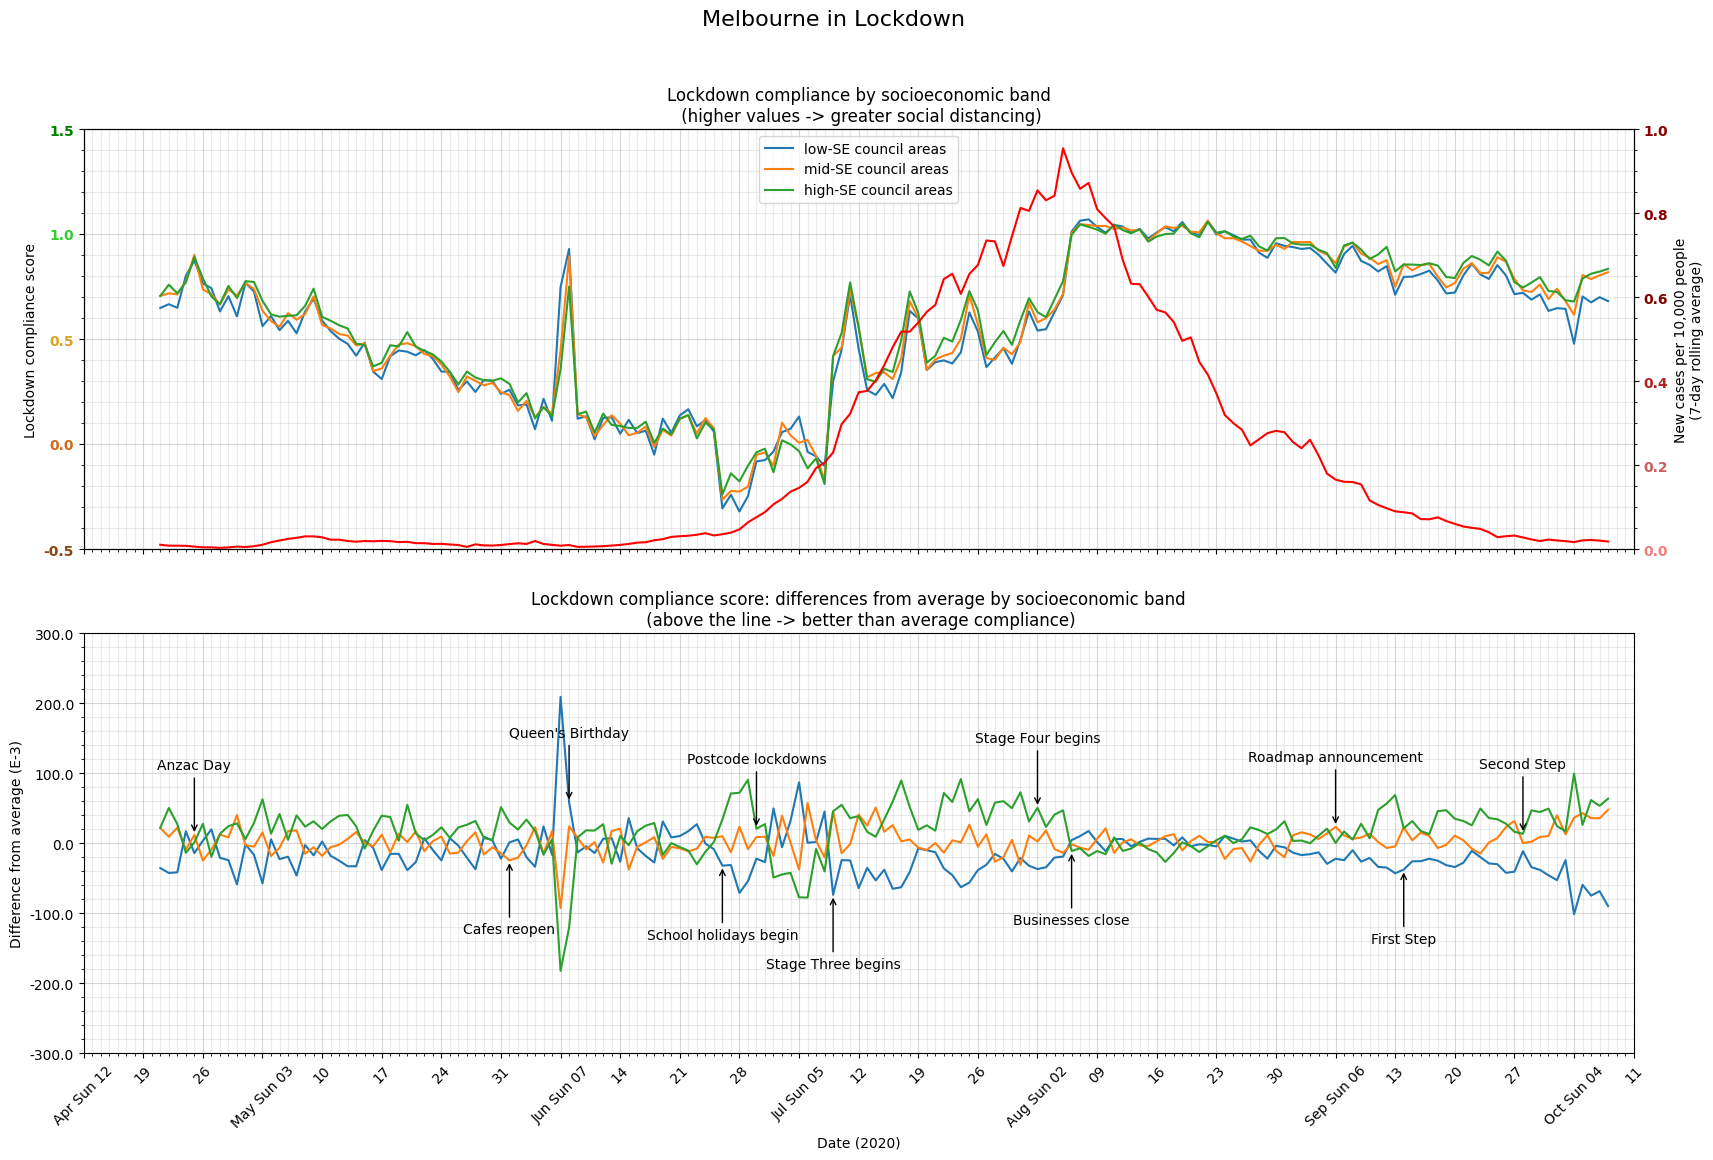 Melbourne in Lockdown
Lockdown compliance by socioeconomic band
(higher values -> greater social distancing)
1.5
1.0
0.5
0.0
-0.5
Lockdown compliance score
low-SE council areas
mid-SE council areas
high-SE council areas
1.0
0.8
0.6
0.4
0.2
0.0
New cases per 10,000 people
(7-day rolling average)
Lockdown compliance score: differences from average by socioeconomic band
(above the line -> better than average compliance)
300.0
200.0
100.0
0.0
-100.0
-200.0
-300.0
Difference from average (E-3)
Anzac Day
Cafes reopen
Queen's Birthday
School holidays begin
Postcode lockdowns
Stage Three begins
Stage Four begins
Businesses close
Roadmap announcement
First Step
Second Step
Apr Sun 12
19
26
May Sun 03
10
17
24
31
Jun Sun 07
14
21
28
Jul Sun 05
12
19
26
Aug Sun 02
09
16
23
30
Sep Sun 06
13
20
27
Oct Sun 04
11
Date (2020)